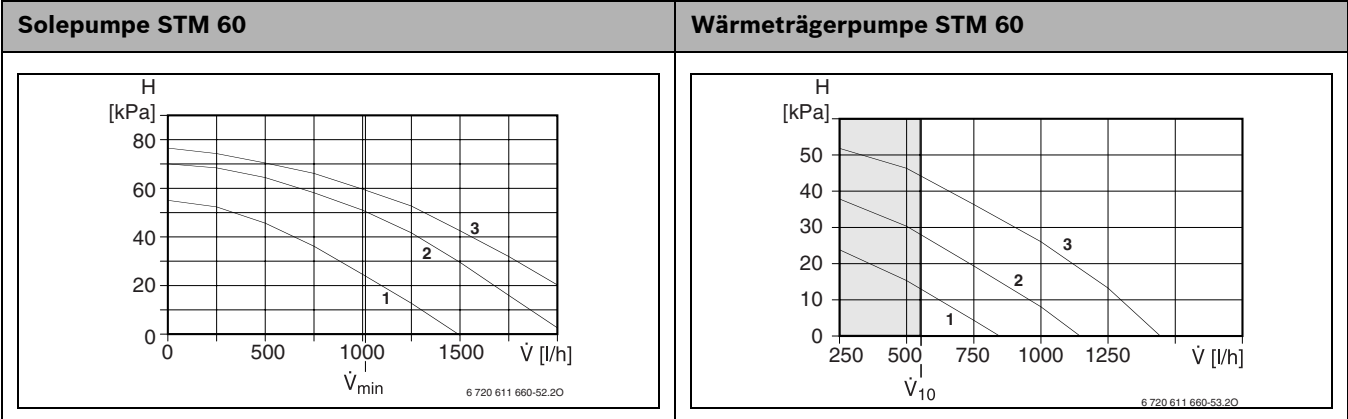 Solepumpe STM 60
H
[kPa]
80
60
40
20
0
3
2
1
0 500 1000 1500 V̇ [l/h]
V̇min
6 720 611 660-52.2O
Wärmeträgerpumpe STM 60
H
[kPa]
50
40
30
20
10
0
3
2
1
250 500 750 1000 1250 V̇ [l/h]
V̇10
6 720 611 660-53.2O